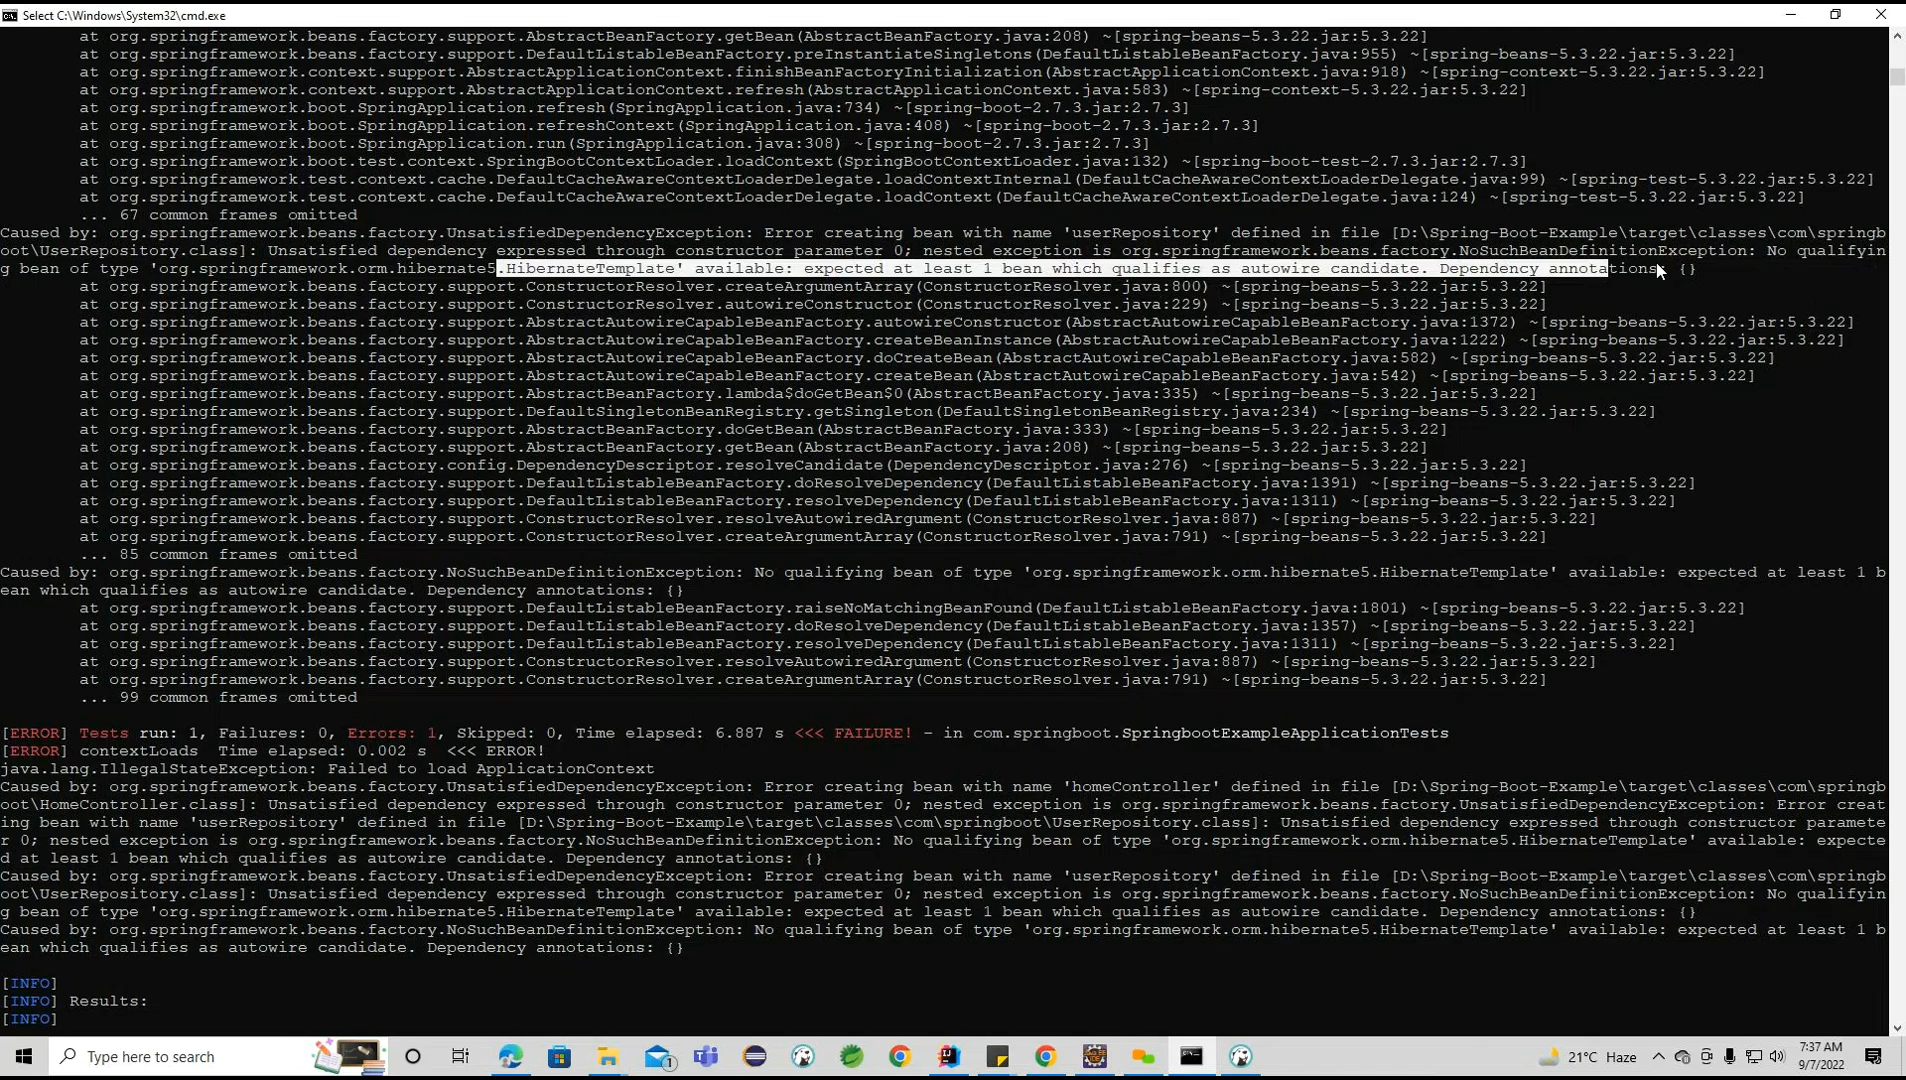 Select C:\Windows\System32\cmd.exe
at org.springframework.beans.factory.support.AbstractBeanFactory.getBean(AbstractBeanFactory.java:208) ~[spring-beans-5.3.22.jar:5.3.22]
at org.springframework.beans.factory.support.DefaultListableBeanFactory.preInstantiateSingletons(DefaultListableBeanFactory.java:955) ~[spring-beans-5.3.22.jar:5.3.22]
at org.springframework.context.support.AbstractApplicationContext.finishBeanFactoryInitialization(AbstractApplicationContext.java:918) ~[spring-context-5.3.22.jar:5.3.22]
at org.springframework.context.support.AbstractApplicationContext.refresh(AbstractApplicationContext.java:583) ~[spring-context-5.3.22.jar:5.3.22]
at org.springframework.boot.SpringApplication.refresh(SpringApplication.java:734) ~[spring-boot-2.7.3.jar:2.7.3]
at org.springframework.boot.SpringApplication.refreshContext(SpringApplication.java:408) ~[spring-boot-2.7.3.jar:2.7.3]
at org.springframework.boot.SpringApplication.run(SpringApplication.java:308) ~[spring-boot-2.7.3.jar:2.7.3]
at org.springframework.boot.test.context.SpringBootContextLoader.loadContext(SpringBootContextLoader.java:132) ~[spring-boot-test-2.7.3.jar:2.7.3]
at org.springframework.test.context.cache.DefaultCacheAwareContextLoaderDelegate.loadContextInternal(DefaultCacheAwareContextLoaderDelegate.java:99) ~[spring-test-5.3.22.jar:5.3.22]
at org.springframework.test.context.cache.DefaultCacheAwareContextLoaderDelegate.loadContext(DefaultCacheAwareContextLoaderDelegate.java:124) ~[spring-test-5.3.22.jar:5.3.22]
... 67 common frames omitted
Caused by: org.springframework.beans.factory.UnsatisfiedDependencyException: Error creating bean with name 'userRepository' defined in file [D:\Spring-Boot-Example\target\classes\com\springb
oot\UserRepository.class]: Unsatisfied dependency expressed through constructor parameter 0; nested exception is org.springframework.beans.factory.NoSuchBeanDefinitionException: No qualifyin
g bean of type 'org.springframework.orm.hibernate5.HibernateTemplate' available: expected at least 1 bean which qualifies as autowire candidate. Dependency annotations: {}
at org.springframework.beans.factory.support.ConstructorResolver.createArgumentArray(ConstructorResolver.java:800) ~[spring-beans-5.3.22.jar:5.3.22]
at org.springframework.beans.factory.support.ConstructorResolver.autowireConstructor(ConstructorResolver.java:229) ~[spring-beans-5.3.22.jar:5.3.22]
at org.springframework.beans.factory.support.AbstractAutowireCapableBeanFactory.autowireConstructor(AbstractAutowireCapableBeanFactory.java:1372) ~[spring-beans-5.3.22.jar:5.3.22]
at org.springframework.beans.factory.support.AbstractAutowireCapableBeanFactory.createBeanInstance(AbstractAutowireCapableBeanFactory.java:1222) ~[spring-beans-5.3.22.jar:5.3.22]
at org.springframework.beans.factory.support.AbstractAutowireCapableBeanFactory.doCreateBean(AbstractAutowireCapableBeanFactory.java:582) ~[spring-beans-5.3.22.jar:5.3.22]
at org.springframework.beans.factory.support.AbstractAutowireCapableBeanFactory.createBean(AbstractAutowireCapableBeanFactory.java:542) ~[spring-beans-5.3.22.jar:5.3.22]
at org.springframework.beans.factory.support.AbstractBeanFactory.lambda$doGetBean$0(AbstractBeanFactory.java:335) ~[spring-beans-5.3.22.jar:5.3.22]
at org.springframework.beans.factory.support.DefaultSingletonBeanRegistry.getSingleton(DefaultSingletonBeanRegistry.java:234) ~[spring-beans-5.3.22.jar:5.3.22]
at org.springframework.beans.factory.support.AbstractBeanFactory.doGetBean(AbstractBeanFactory.java:333) ~[spring-beans-5.3.22.jar:5.3.22]
at org.springframework.beans.factory.support.AbstractBeanFactory.getBean(AbstractBeanFactory.java:208) ~[spring-beans-5.3.22.jar:5.3.22]
at org.springframework.beans.factory.config.DependencyDescriptor.resolveCandidate(DependencyDescriptor.java:276) ~[spring-beans-5.3.22.jar:5.3.22]
at org.springframework.beans.factory.support.DefaultListableBeanFactory.doResolveDependency(DefaultListableBeanFactory.java:1391) ~[spring-beans-5.3.22.jar:5.3.22]
at org.springframework.beans.factory.support.DefaultListableBeanFactory.resolveDependency(DefaultListableBeanFactory.java:1311) ~[spring-beans-5.3.22.jar:5.3.22]
at org.springframework.beans.factory.support.ConstructorResolver.resolveAutowiredArgument(ConstructorResolver.java:887) ~[spring-beans-5.3.22.jar:5.3.22]
at org.springframework.beans.factory.support.ConstructorResolver.createArgumentArray(ConstructorResolver.java:791) ~[spring-beans-5.3.22.jar:5.3.22]
... 85 common frames omitted
Caused by: org.springframework.beans.factory.NoSuchBeanDefinitionException: No qualifying bean of type 'org.springframework.orm.hibernate5.HibernateTemplate' available: expected at least 1 b
ean which qualifies as autowire candidate. Dependency annotations: {}
at org.springframework.beans.factory.support.DefaultListableBeanFactory.raiseNoMatchingBeanFound(DefaultListableBeanFactory.java:1801) ~[spring-beans-5.3.22.jar:5.3.22]
at org.springframework.beans.factory.support.DefaultListableBeanFactory.doResolveDependency(DefaultListableBeanFactory.java:1357) ~[spring-beans-5.3.22.jar:5.3.22]
at org.springframework.beans.factory.support.DefaultListableBeanFactory.resolveDependency(DefaultListableBeanFactory.java:1311) ~[spring-beans-5.3.22.jar:5.3.22]
at org.springframework.beans.factory.support.ConstructorResolver.resolveAutowiredArgument(ConstructorResolver.java:887) ~[spring-beans-5.3.22.jar:5.3.22]
at org.springframework.beans.factory.support.ConstructorResolver.createArgumentArray(ConstructorResolver.java:791) ~[spring-beans-5.3.22.jar:5.3.22]
... 99 common frames omitted
[ERROR] Tests run: 1, Failures: 0, Errors: 1, Skipped: 0, Time elapsed: 6.887 s <<< FAILURE! - in com.springboot.SpringbootExampleApplicationTests
[ERROR] contextLoads  Time elapsed: 0.002 s  <<< ERROR!
java.lang.IllegalStateException: Failed to load ApplicationContext
Caused by: org.springframework.beans.factory.UnsatisfiedDependencyException: Error creating bean with name 'homeController' defined in file [D:\Spring-Boot-Example\target\classes\com\springb
oot\HomeController.class]: Unsatisfied dependency expressed through constructor parameter 0; nested exception is org.springframework.beans.factory.UnsatisfiedDependencyException: Error creat
ing bean with name 'userRepository' defined in file [D:\Spring-Boot-Example\target\classes\com\springboot\UserRepository.class]: Unsatisfied dependency expressed through constructor paramete
r 0; nested exception is org.springframework.beans.factory.NoSuchBeanDefinitionException: No qualifying bean of type 'org.springframework.orm.hibernate5.HibernateTemplate' available: expecte
d at least 1 bean which qualifies as autowire candidate. Dependency annotations: {}
Caused by: org.springframework.beans.factory.UnsatisfiedDependencyException: Error creating bean with name 'userRepository' defined in file [D:\Spring-Boot-Example\target\classes\com\springb
oot\UserRepository.class]: Unsatisfied dependency expressed through constructor parameter 0; nested exception is org.springframework.beans.factory.NoSuchBeanDefinitionException: No qualifyin
g bean of type 'org.springframework.orm.hibernate5.HibernateTemplate' available: expected at least 1 bean which qualifies as autowire candidate. Dependency annotations: {}
Caused by: org.springframework.beans.factory.NoSuchBeanDefinitionException: No qualifying bean of type 'org.springframework.orm.hibernate5.HibernateTemplate' available: expected at least 1 b
ean which qualifies as autowire candidate. Dependency annotations: {}
[INFO]
[INFO] Results:
[INFO]
Type here to search
1
21°C Haze
7:37 AM
9/7/2022